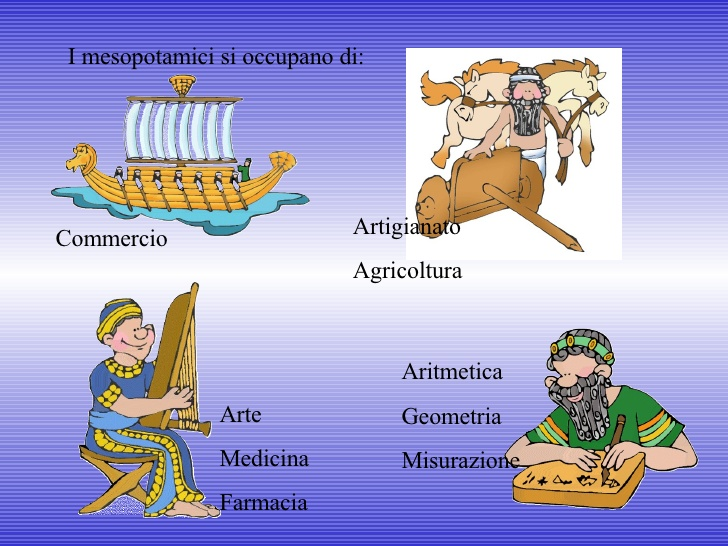 I mesopotamici si occupano di:
Commercio
Artigianato
Agricoltura
Arte
Medicina
Farmacia
Aritmetica
Geometria
Misurazione